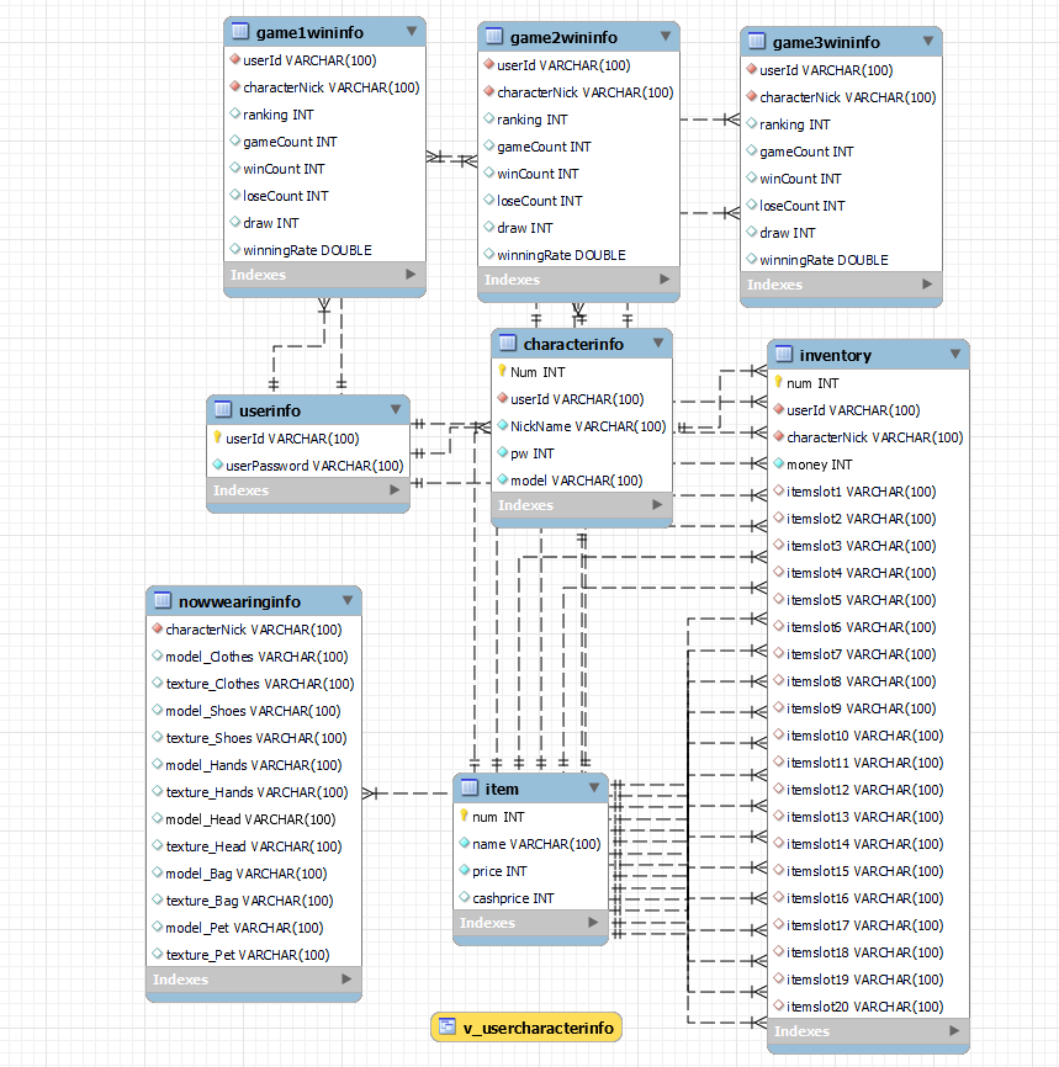 game1wininfo
userId VARCHAR(100)
characterNick VARCHAR(100)
ranking INT
gameCount INT
winCount INT
loseCount INT
draw INT
winningRate DOUBLE
Indexes
game2wininfo
userId VARCHAR(100)
characterNick VARCHAR(100)
ranking INT
gameCount INT
winCount INT
loseCount INT
draw INT
winningRate DOUBLE
Indexes
game3wininfo
userId VARCHAR(100)
characterNick VARCHAR(100)
ranking INT
gameCount INT
winCount INT
loseCount INT
draw INT
winningRate DOUBLE
Indexes
userinfo
userId VARCHAR(100)
userPassword VARCHAR(100)
Indexes
characterinfo
Num INT
userId VARCHAR(100)
NickName VARCHAR(100)
pw INT
model VARCHAR(100)
Indexes
inventory
num INT
userId VARCHAR(100)
characterNick VARCHAR(100)
money INT
itemslot1 VARCHAR(100)
itemslot2 VARCHAR(100)
itemslot3 VARCHAR(100)
itemslot4 VARCHAR(100)
itemslot5 VARCHAR(100)
itemslot6 VARCHAR(100)
itemslot7 VARCHAR(100)
itemslot8 VARCHAR(100)
itemslot9 VARCHAR(100)
itemslot10 VARCHAR(100)
itemslot11 VARCHAR(100)
itemslot12 VARCHAR(100)
itemslot13 VARCHAR(100)
itemslot14 VARCHAR(100)
itemslot15 VARCHAR(100)
itemslot16 VARCHAR(100)
itemslot17 VARCHAR(100)
itemslot18 VARCHAR(100)
itemslot19 VARCHAR(100)
itemslot20 VARCHAR(100)
Indexes
nowwearinginfo
characterNick VARCHAR(100)
model_Clothes VARCHAR(100)
texture_Clothes VARCHAR(100)
model_Shoes VARCHAR(100)
texture_Shoes VARCHAR(100)
model_Hands VARCHAR(100)
texture_Hands VARCHAR(100)
model_Head VARCHAR(100)
texture_Head VARCHAR(100)
model_Bag VARCHAR(100)
texture_Bag VARCHAR(100)
model_Pet VARCHAR(100)
texture_Pet VARCHAR(100)
Indexes
item
num INT
name VARCHAR(100)
price INT
cashprice INT
Indexes
v_usercharacterinfo